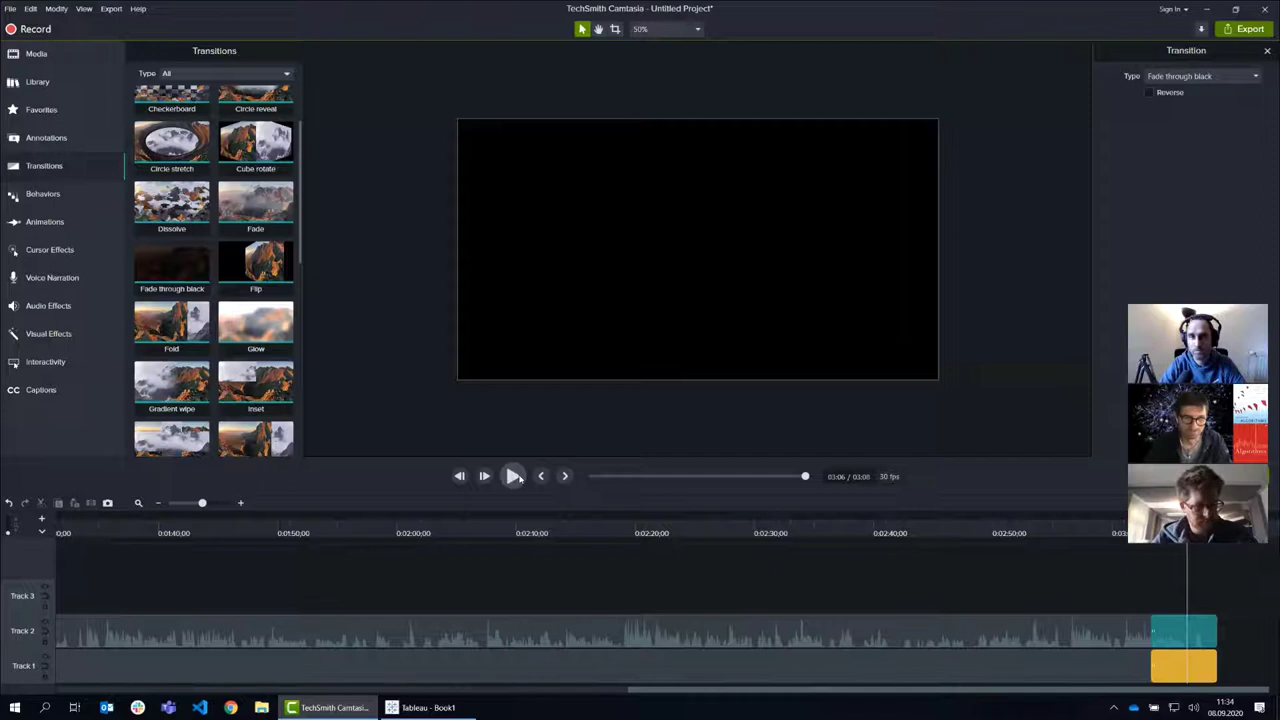 File Edit Modify View Export Help
TechSmith Camtasia - Untitled Project*
Sign In
Record
50%
Export
Media
Library
Favorites
Annotations
Transitions
Behaviors
Animations
Cursor Effects
Voice Narration
Audio Effects
Visual Effects
Interactivity
CC Captions
Transitions
Type All
Checkerboard Circle reveal
Circle stretch Cube rotate
Dissolve Fade
Fade through black Flip
Fold Glow
Gradient wipe Inset
Transition
Type Fade through black
Reverse
03:06 / 03:08 30 fps
0:01:40;00 0:01:50;00 0:02:00;00 0:02:10;00 0:02:20;00 0:02:30;00 0:02:40;00 0:02:50;00
Track 3
Track 2
Track 1
TechSmith Camtasi...
Tableau - Book1
11:34
08.09.2020